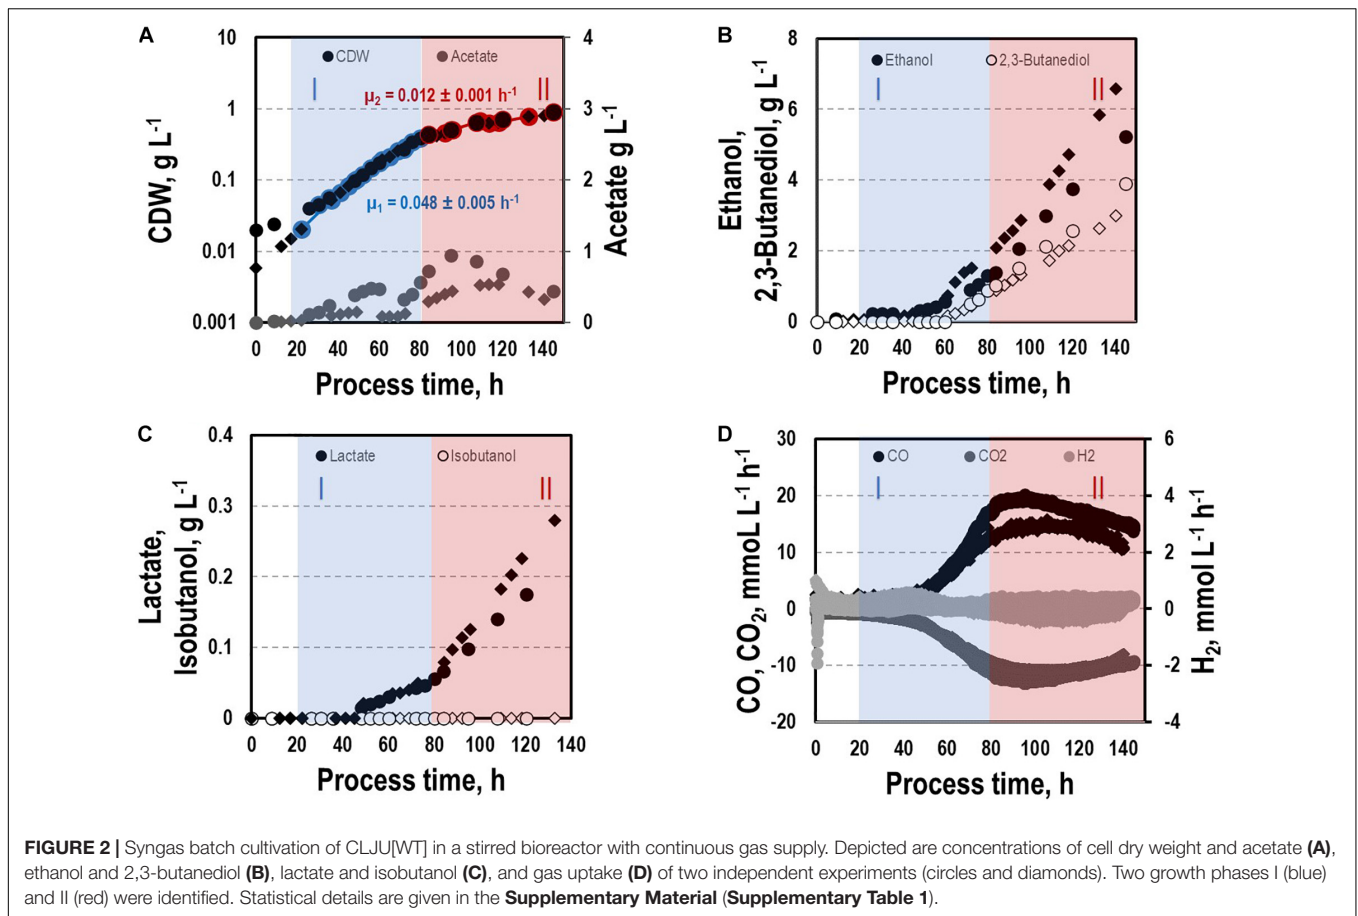 A
CDW, g L-1
10
1
0.1
0.01
0.001
CDW
Acetate
I
II
μ2 = 0.012 ± 0.001 h-1
μ1 = 0.048 ± 0.005 h-1
4
3
2
1
0
Acetate g L-1
0 20 40 60 80 100 120 140
Process time, h
B
Ethanol,
2,3-Butanediol, g L-1
8
6
4
2
0
Ethanol
2,3-Butanediol
I
II
0 20 40 60 80 100 120 140
Process time, h
C
Lactate,
Isobutanol, g L-1
0.4
0.3
0.2
0.1
0
Lactate
Isobutanol
I
II
0 20 40 60 80 100 120 140
Process time, h
D
CO, CO2, mmoL L-1 h-1
30
20
10
0
-10
-20
CO
CO2
H2
I
II
6
4
2
0
-2
-4
H2, mmol L-1 h-1
0 20 40 60 80 100 120 140
Process time, h
FIGURE 2 | Syngas batch cultivation of CLJU[WT] in a stirred bioreactor with continuous gas supply. Depicted are concentrations of cell dry weight and acetate (A),
ethanol and 2,3-butanediol (B), lactate and isobutanol (C), and gas uptake (D) of two independent experiments (circles and diamonds). Two growth phases I (blue)
and II (red) were identified. Statistical details are given in the Supplementary Material (Supplementary Table 1).